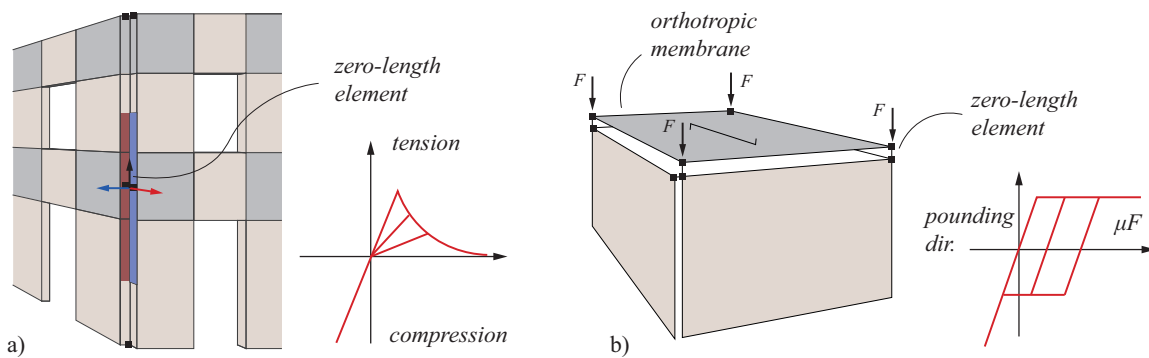 zero-length
element
tension
compression
a)
orthotropic
membrane
F
F
F
F
zero-length
element
pounding
dir.
μF
b)